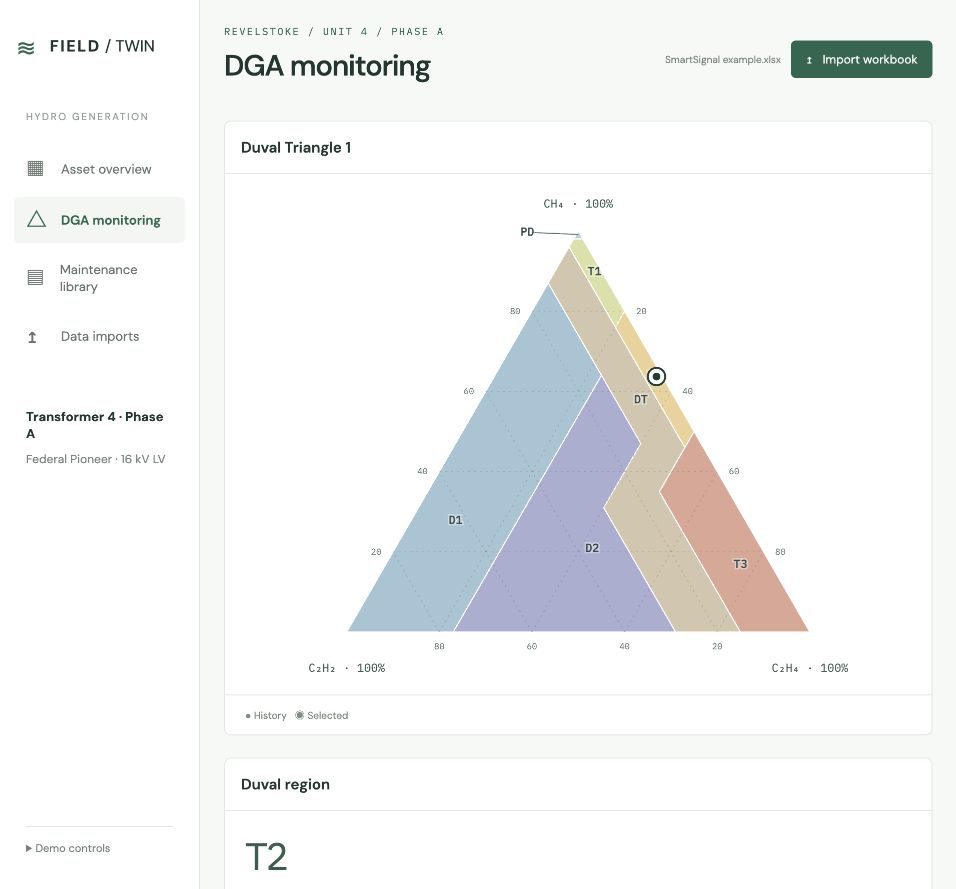 FIELD / TWIN
HYDRO GENERATION
Asset overview
DGA monitoring
Maintenance
library
Data imports
Transformer 4 · Phase
A
Federal Pioneer · 16 kV LV
Demo controls
REVELSTOKE / UNIT 4 / PHASE A
DGA monitoring
SmartSignal example.xlsx
Import workbook
Duval Triangle 1
CH₄ · 100%
PD
T1
80
20
60
40
DT
40
60
D1
D2
T3
20
80
80
60
40
20
C₂H₂ · 100%
C₂H₄ · 100%
History
Selected
Duval region
T2